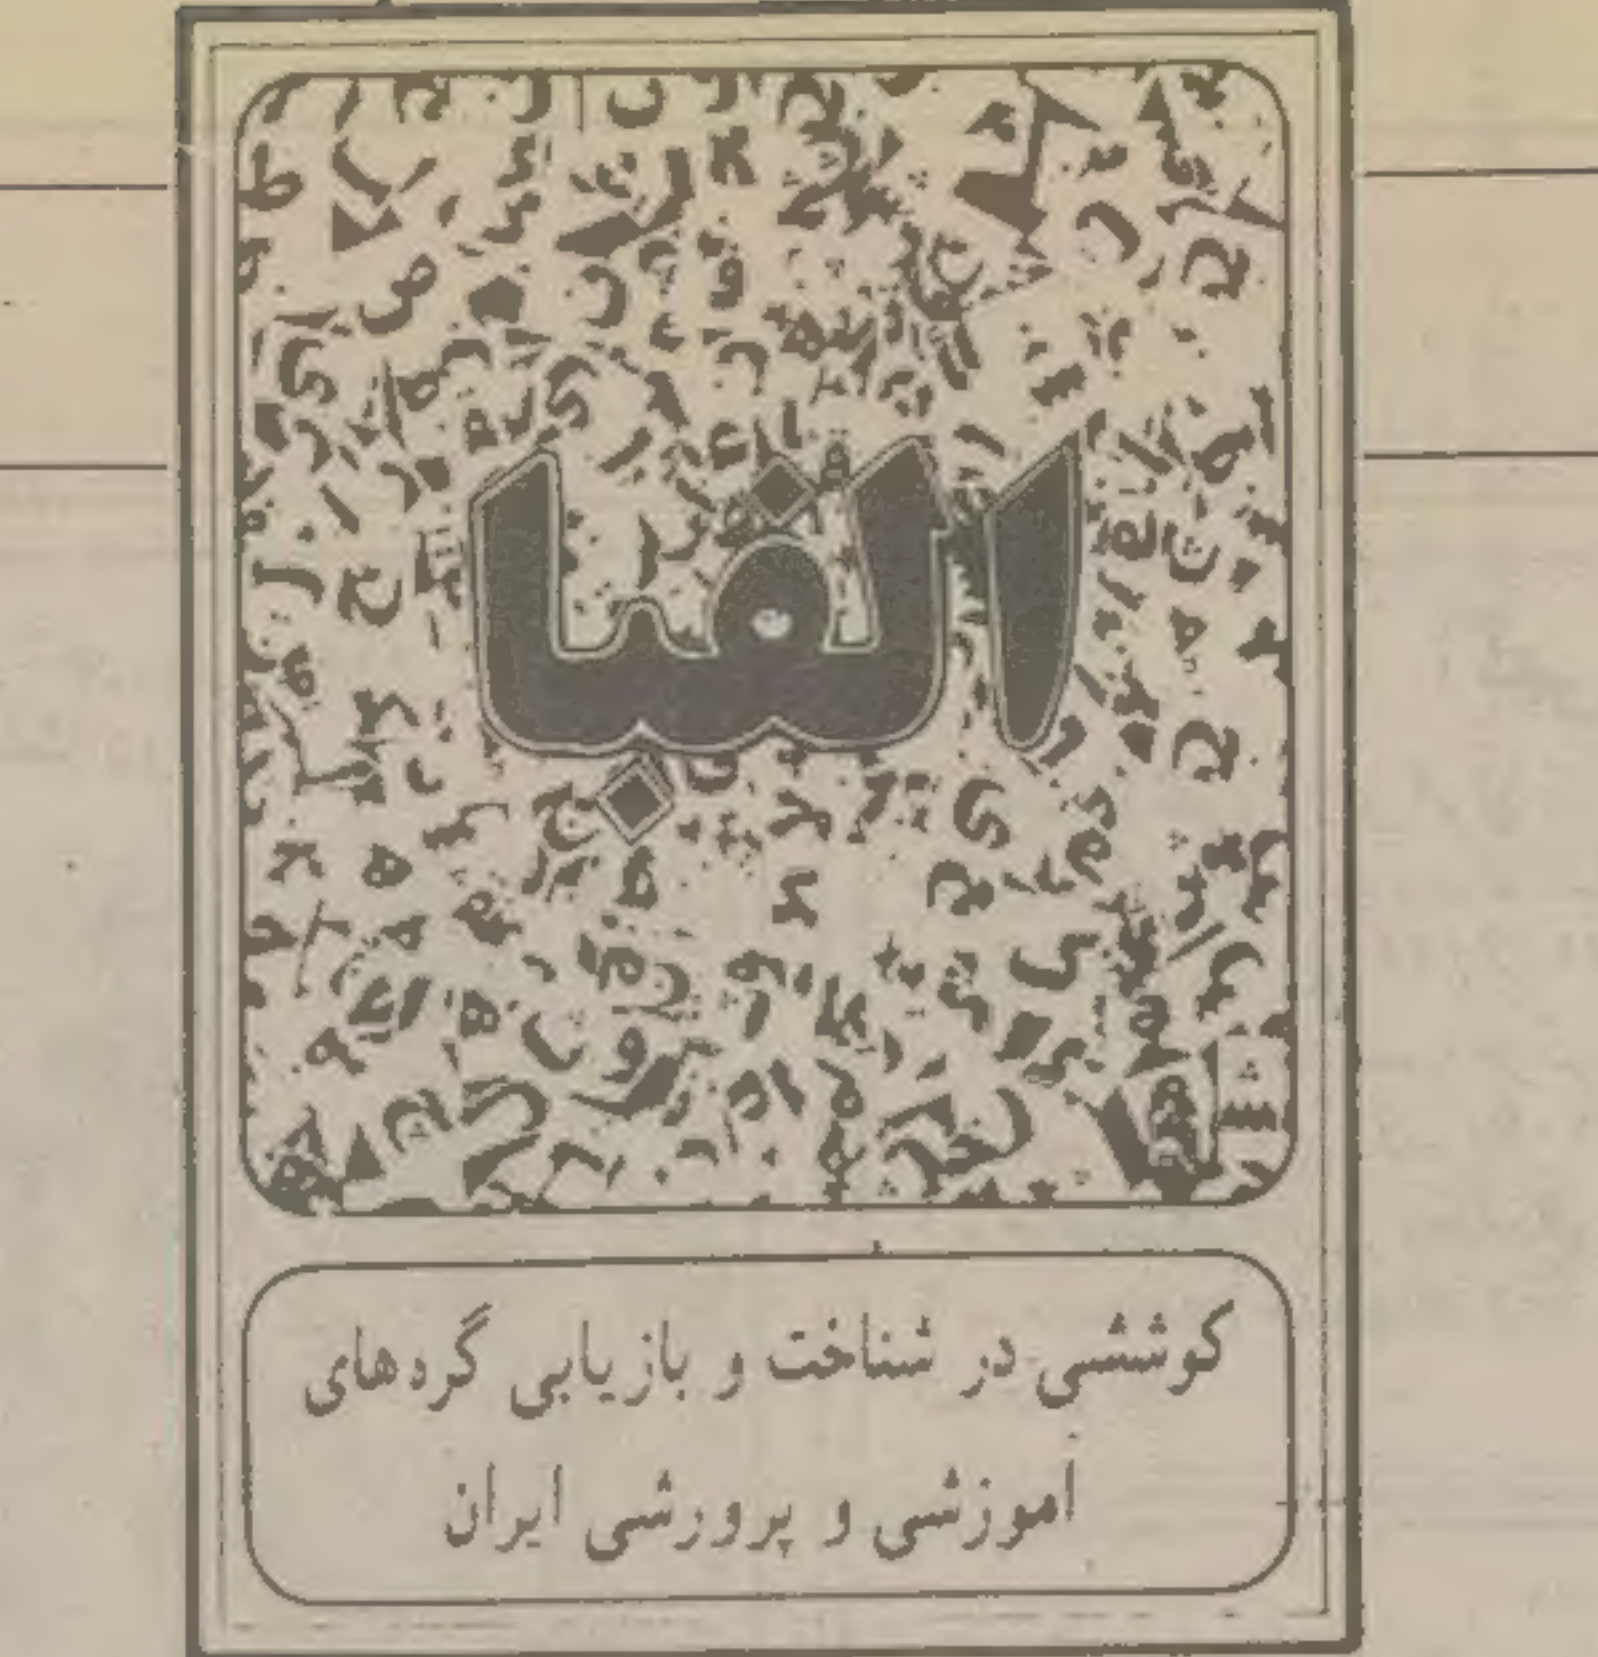 الفبا
کوششی در شناخت و بازیابی گره‌های
آموزشی و پرورشی ایران